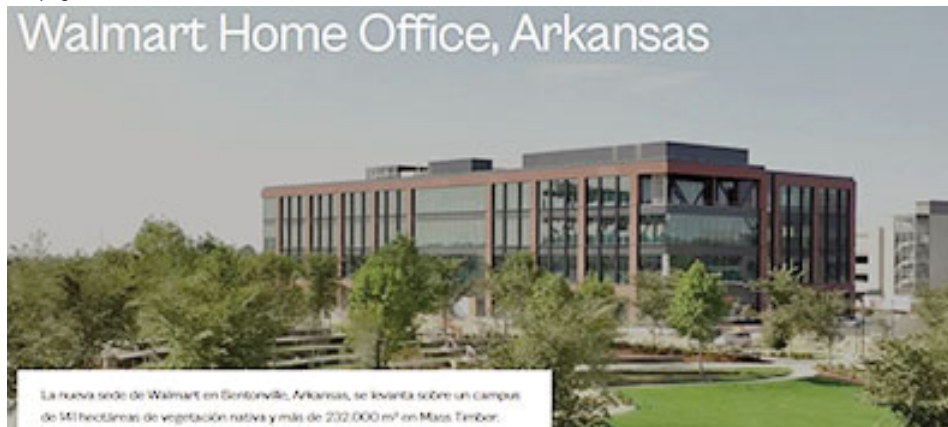 Walmart Home Office, Arkansas
La nueva sede de Walmart en Bentonville, Arkansas, se levanta sobre un campus
de 141 hectáreas de vegetación nativa y más de 232.000 m² en Mass Timber.